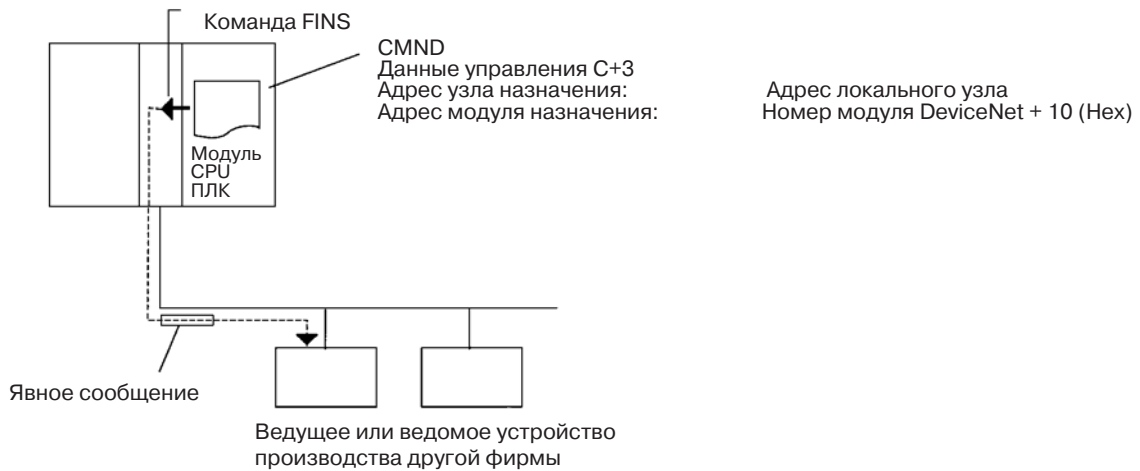 Команда FINS
CMND
Данные управления C+3
Адрес узла назначения: Адрес локального узла
Адрес модуля назначения: Номер модуля DeviceNet + 10 (Hex)
Модуль
CPU
ПЛК
Явное сообщение
Ведущее или ведомое устройство
производства другой фирмы